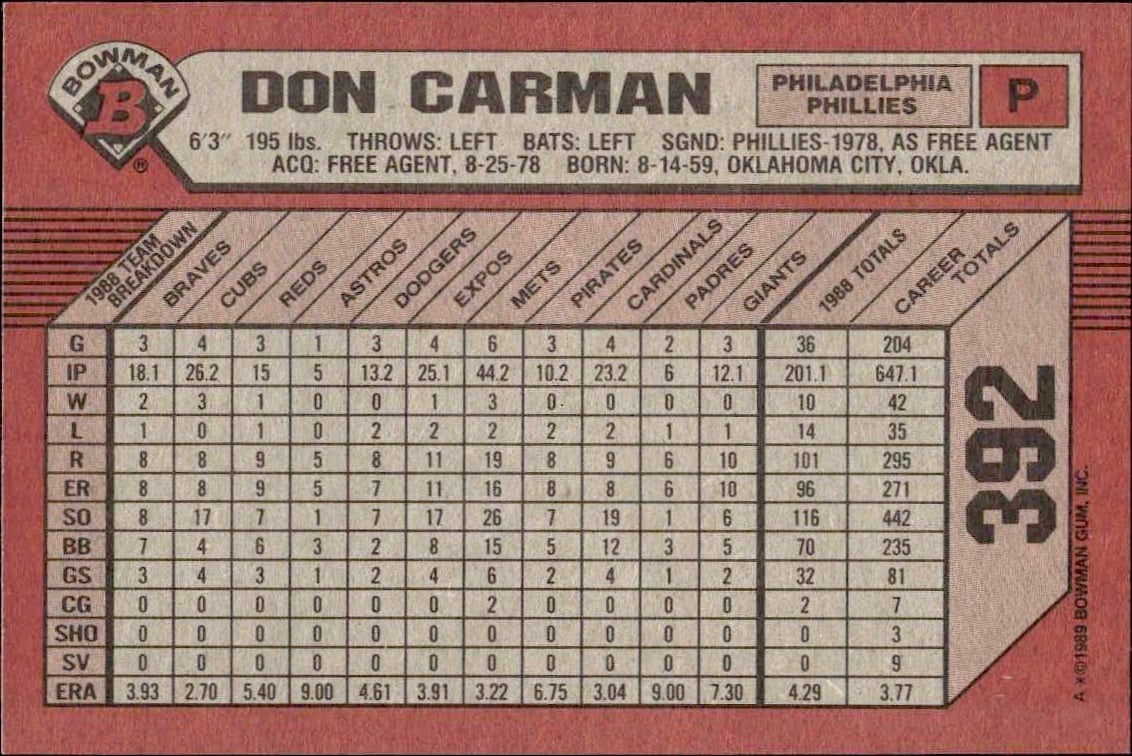 BOWMAN
B
®
DON CARMAN
PHILADELPHIA
PHILLIES
P
6'3" 195 lbs. THROWS: LEFT BATS: LEFT SGND: PHILLIES-1978, AS FREE AGENT
ACQ: FREE AGENT, 8-25-78 BORN: 8-14-59, OKLAHOMA CITY, OKLA.
1988 TEAM
BREAKDOWN
BRAVES
CUBS
REDS
ASTROS
DODGERS
EXPOS
METS
PIRATES
CARDINALS
PADRES
GIANTS
1988 TOTALS
CAREER
TOTALS
G 3 4 3 1 3 4 6 3 4 2 3 36 204
IP 18.1 26.2 15 5 13.2 25.1 44.2 10.2 23.2 6 12.1 201.1 647.1
W 2 3 1 0 0 1 3 0 0 0 0 10 42
L 1 0 1 0 2 2 2 2 2 1 1 14 35
R 8 8 9 5 8 11 19 8 9 6 10 101 295
ER 8 8 9 5 7 11 16 8 8 6 10 96 271
SO 8 17 7 1 7 17 26 7 19 1 6 116 442
BB 7 4 6 3 2 8 15 5 12 3 5 70 235
GS 3 4 3 1 2 4 6 2 4 1 2 32 81
CG 0 0 0 0 0 0 2 0 0 0 0 2 7
SHO 0 0 0 0 0 0 0 0 0 0 0 0 3
SV 0 0 0 0 0 0 0 0 0 0 0 0 9
ERA 3.93 2.70 5.40 9.00 4.61 3.91 3.22 6.75 3.04 9.00 7.30 4.29 3.77
392
A *©1989 BOWMAN GUM, INC.